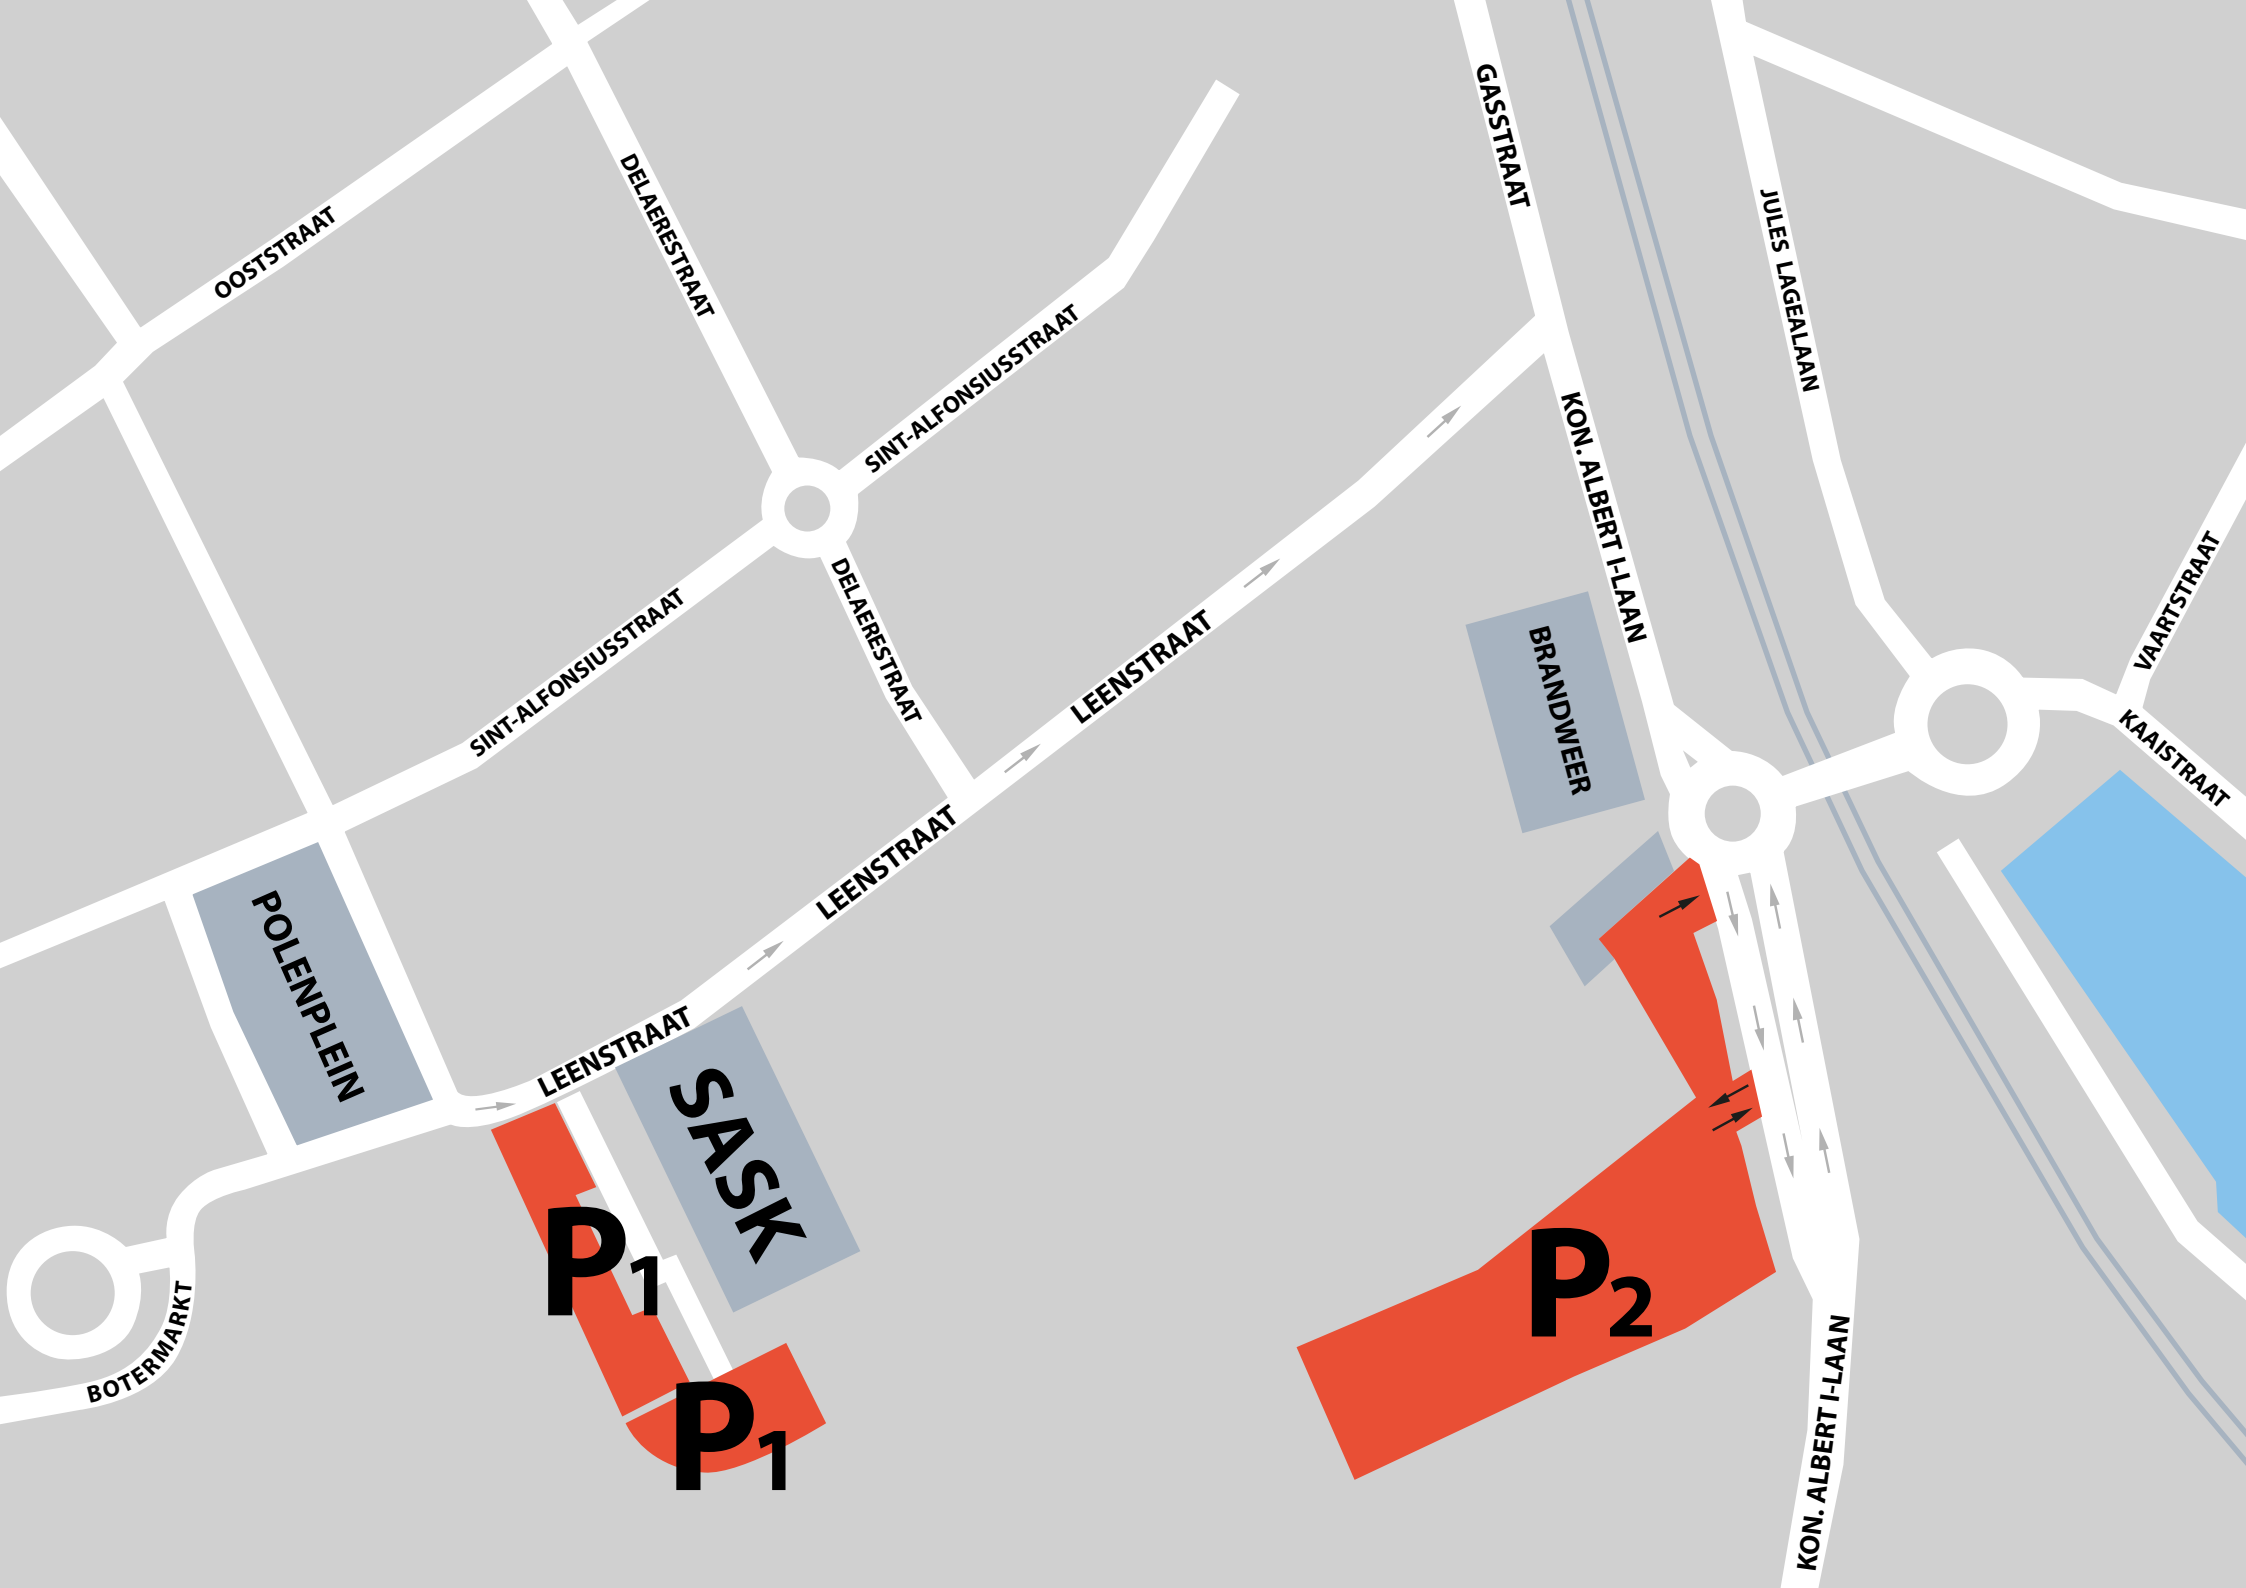 GASSTRAAT
DELAERESTRAAT
OOSTSTRAAT
JULES LAGEALAAN
SINT-ALFONSIUSSTRAAT
KON. ALBERT I-LAAN
VAARTSTRAAT
DELAERESTRAAT
SINT-ALFONSIUSSTRAAT
LEENSTRAAT
BRANDWEER
KAAISTRAAT
LEENSTRAAT
POLENPLEIN
LEENSTRAAT
SASK
P1
P2
BOTERMARKT
P1
KON. ALBERT I-LAAN